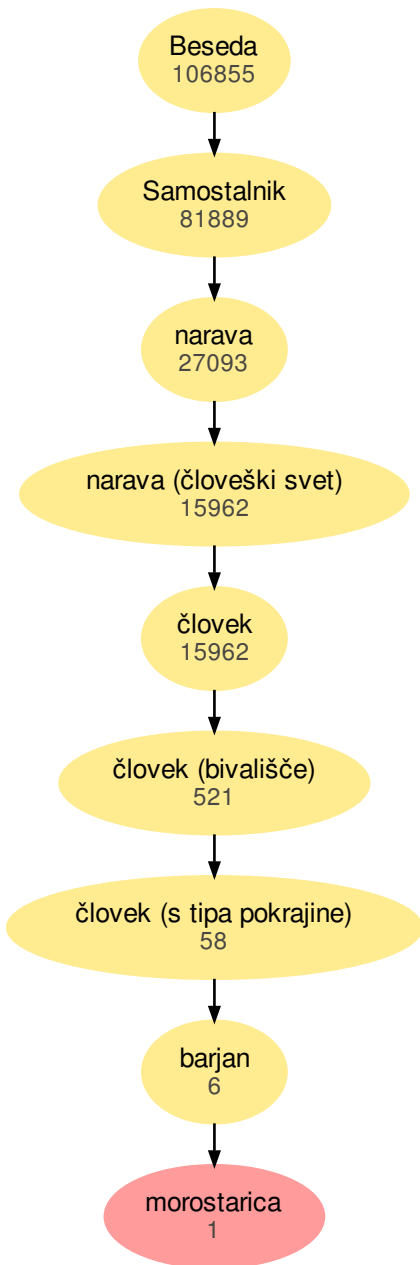 Beseda
106855
Samostalnik
81889
narava
27093
narava (človeški svet)
15962
človek
15962
človek (bivališče)
521
človek (s tipa pokrajine)
58
barjan
6
morostarica
1